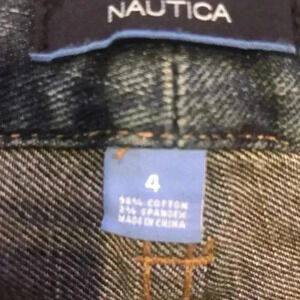 NAUTICA
4
98% COTTON
2% SPANDEX
MADE IN CHINA